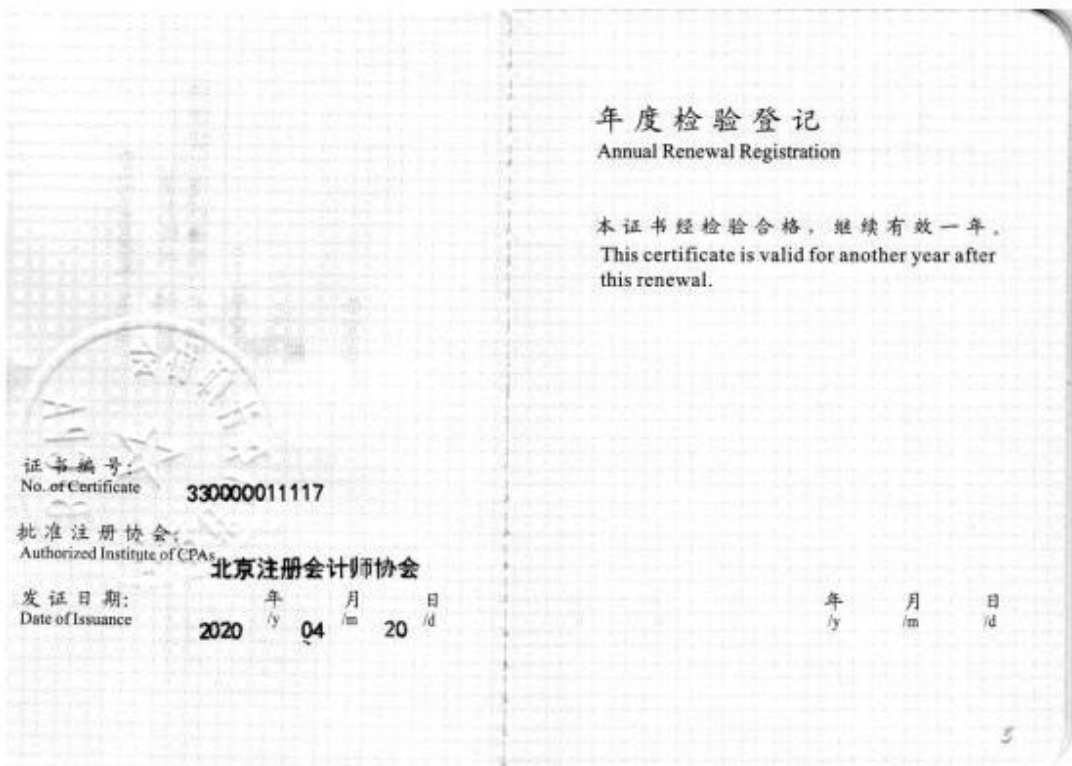 证书编号:
No. of Certificate
330000011117
批准注册协会:
Authorized Institute of CPAs
北京注册会计师协会
发证日期:
Date of Issuance
2020 年/y 04 月/m 20 日/d
年度检验登记
Annual Renewal Registration
本证书经检验合格，继续有效一年。
This certificate is valid for another year after
this renewal.
年/y 月/m 日/d
5